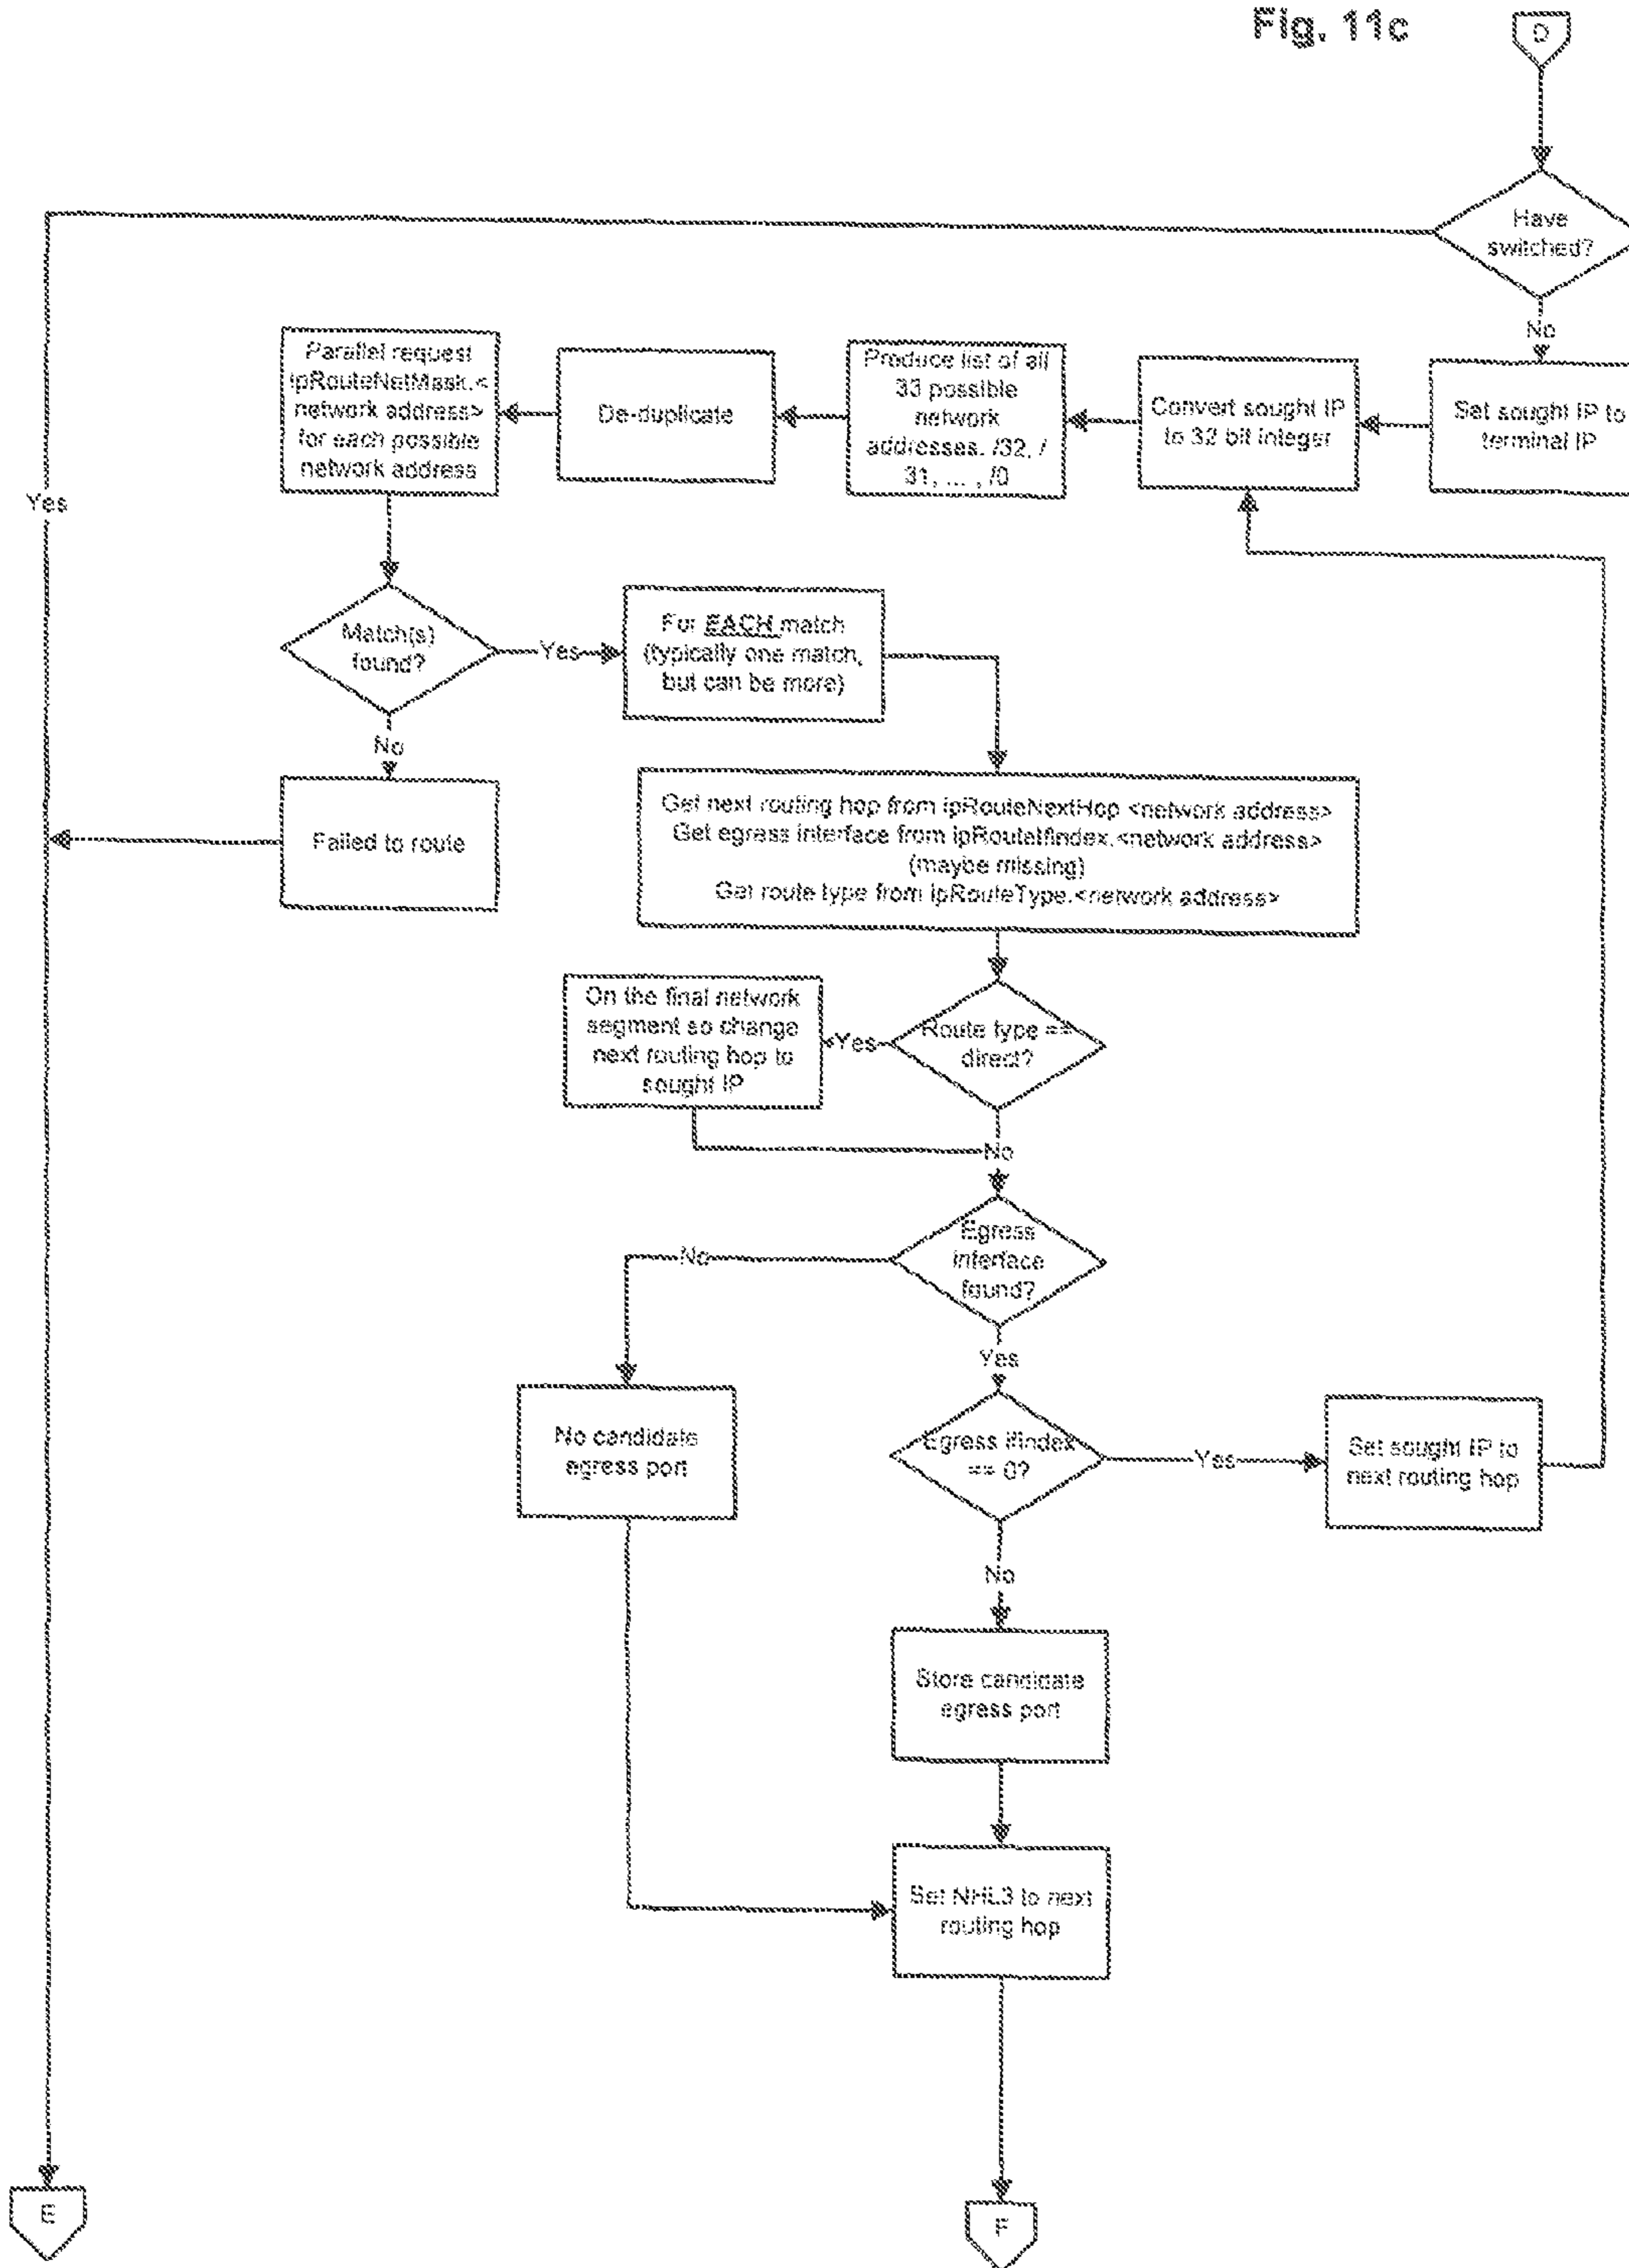 Fig. 11c
D
Have
switched?
Yes
No
Set sought IP to
terminal IP
Convert sought IP
to 32 bit integer
Produce list of all
33 possible
network
addresses. /32, /
31, ... , /0
De-duplicate
Parallel request
ipRouteNetMask.<
network address>
for each possible
network address
Match(s)
found?
Yes
For EACH match
(typically one match,
but can be more)
No
Failed to route
Get next routing hop from ipRouteNextHop <network address>
Get egress interface from ipRouteIfIndex.<network address>
(maybe missing)
Get route type from ipRouteType.<network address>
Route type ==
direct?
Yes
On the final network
segment so change
next routing hop to
sought IP
No
Egress
interface
found?
No
No candidate
egress port
Yes
Egress ifIndex
== 0?
Yes
Set sought IP to
next routing hop
No
Store candidate
egress port
Set NHL3 to next
routing hop
E
F